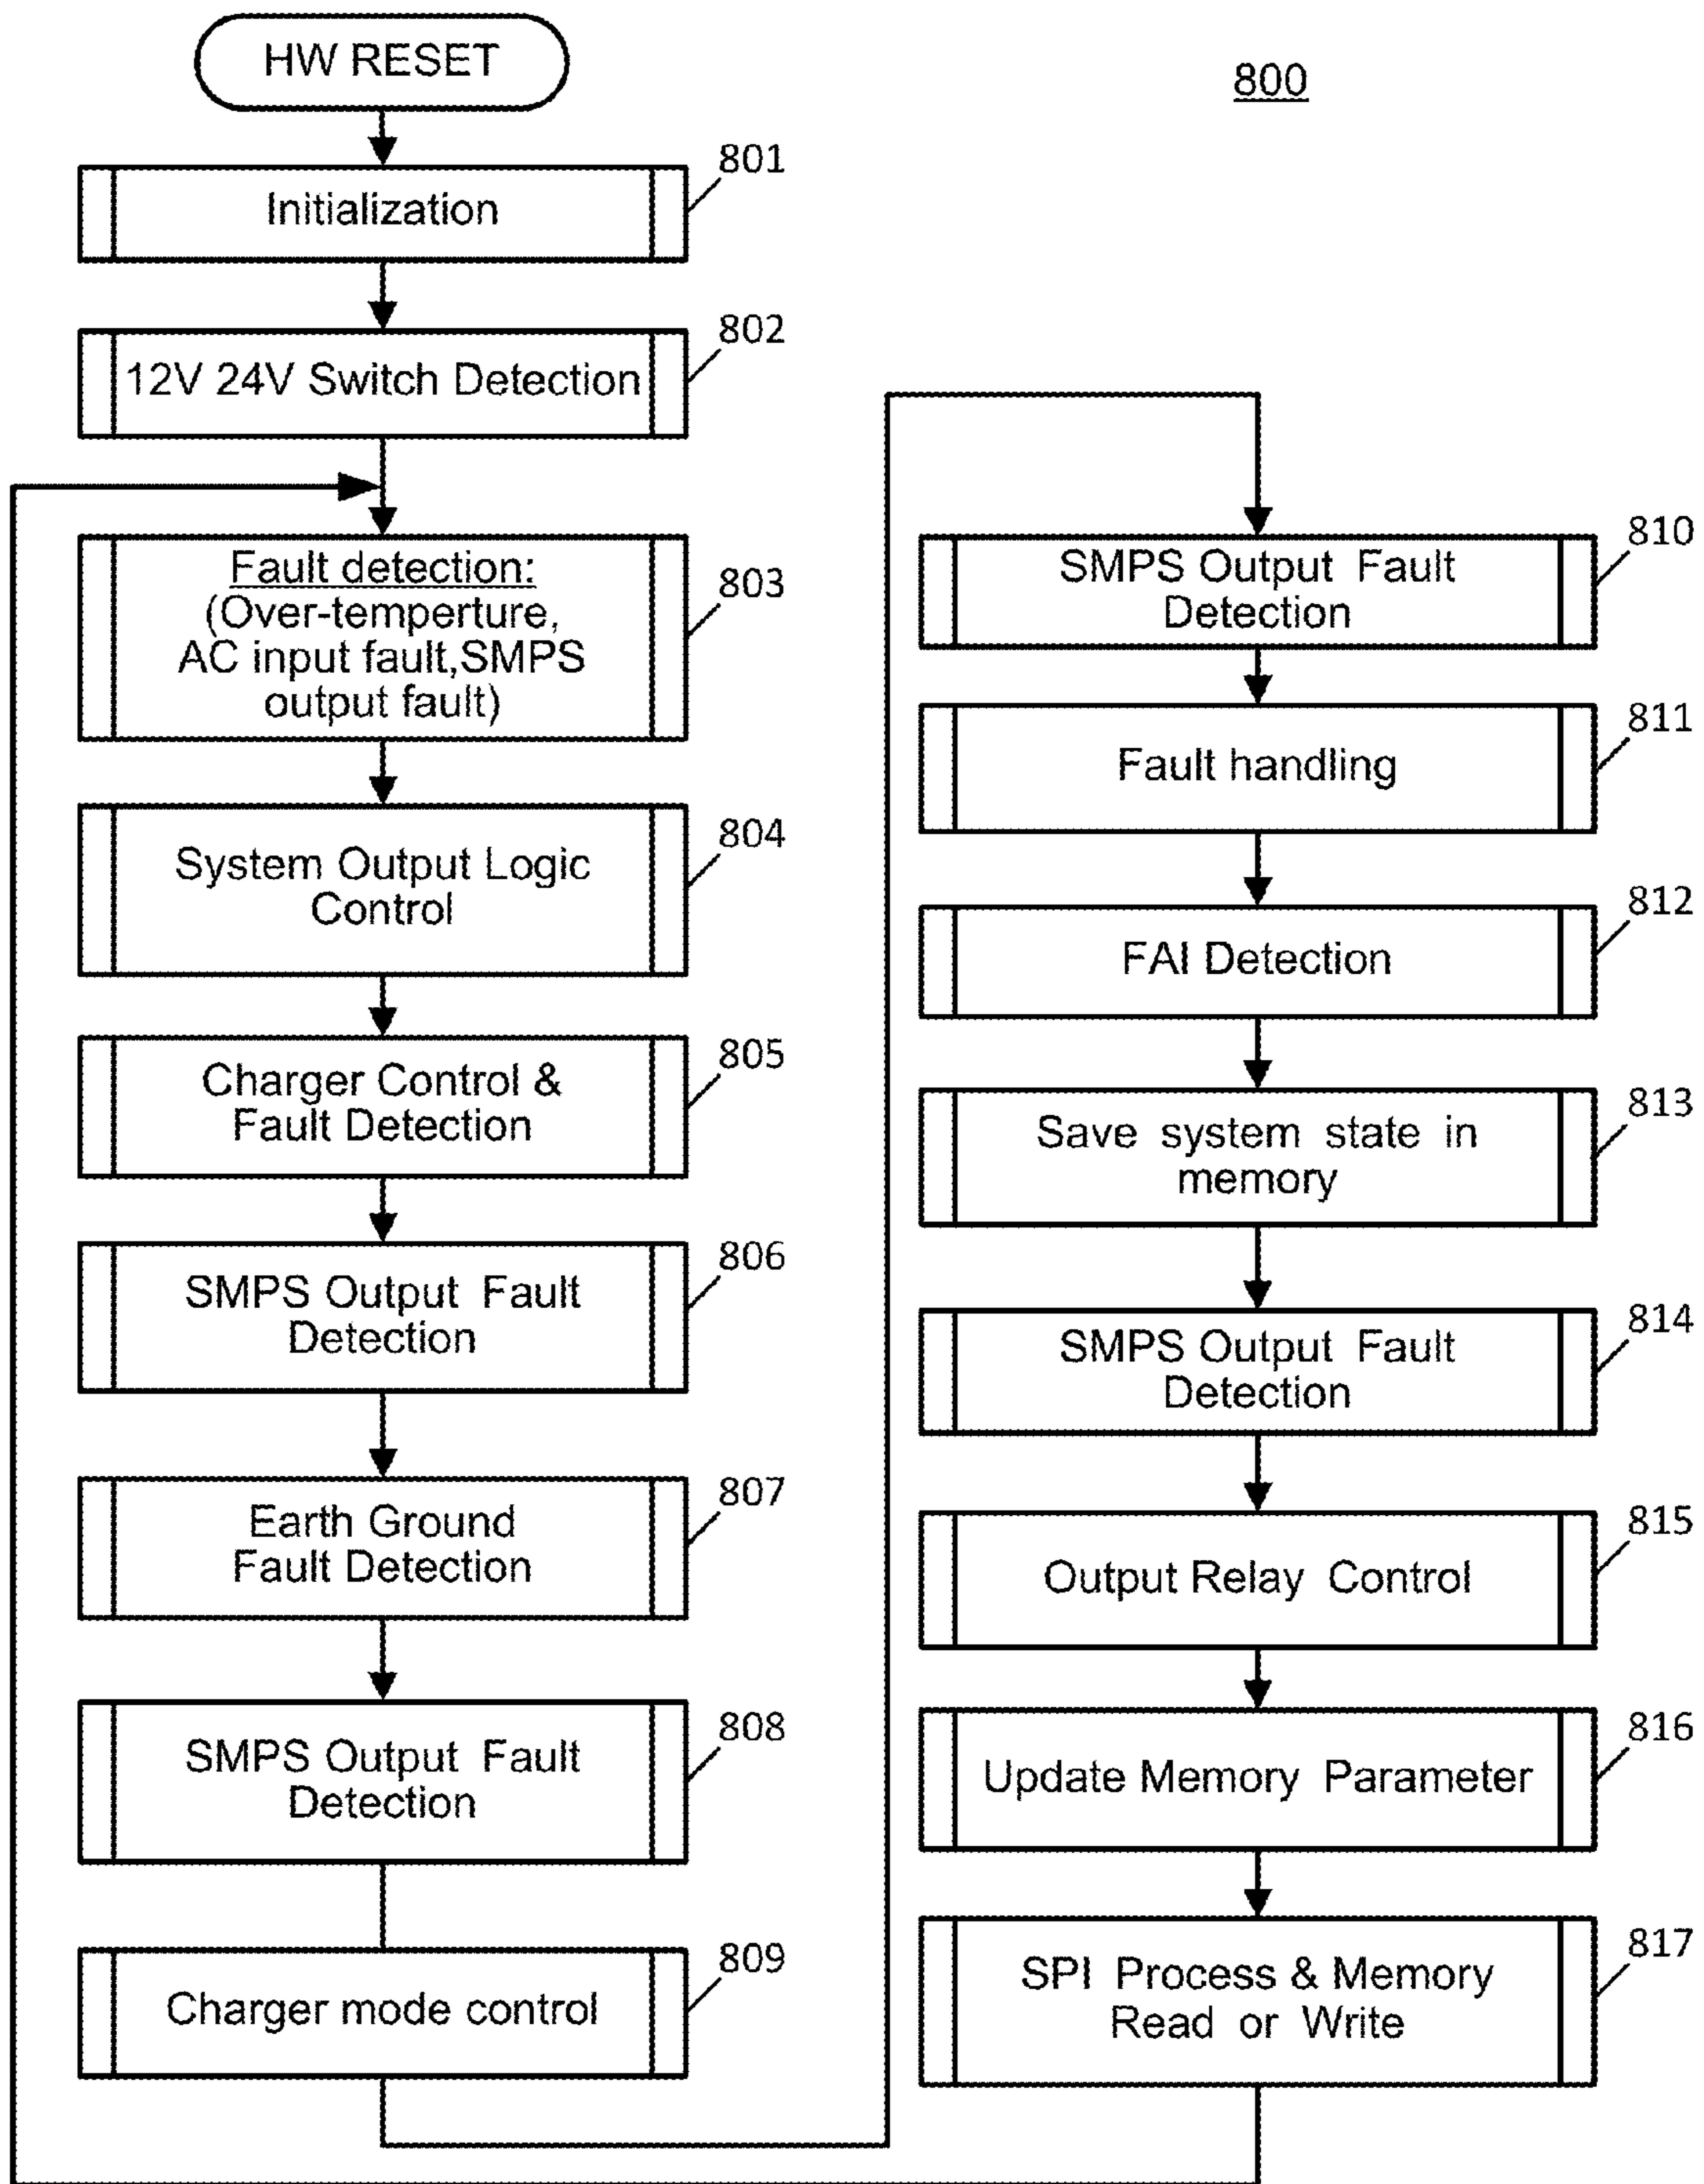 HW RESET
800
801
Initialization
802
12V 24V Switch Detection
803
Fault detection:
(Over-temperture,
AC input fault,SMPS
output fault)
804
System Output Logic
Control
805
Charger Control &
Fault Detection
806
SMPS Output Fault
Detection
807
Earth Ground
Fault Detection
808
SMPS Output Fault
Detection
809
Charger mode control
810
SMPS Output Fault
Detection
811
Fault handling
812
FAI Detection
813
Save system state in
memory
814
SMPS Output Fault
Detection
815
Output Relay Control
816
Update Memory Parameter
817
SPI Process & Memory
Read or Write